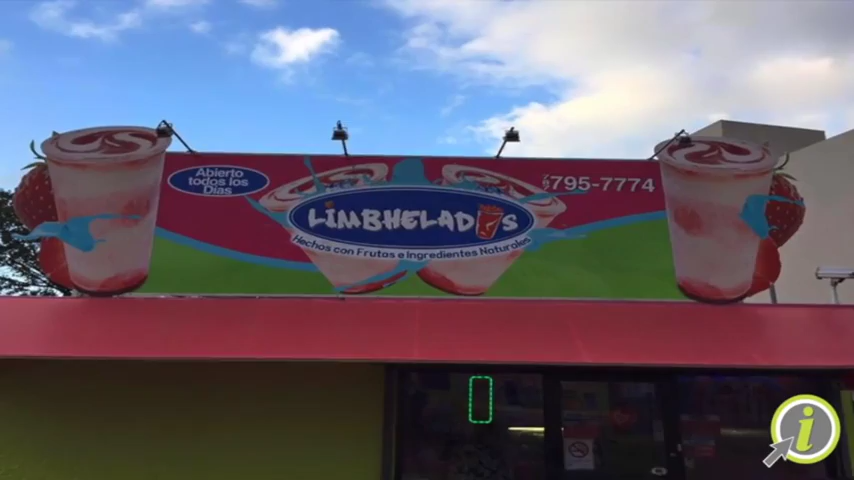 Abierto
todos los
Días
LIMBHELADOS
Hechos con Frutas e Ingredientes Naturales
795-7774
i